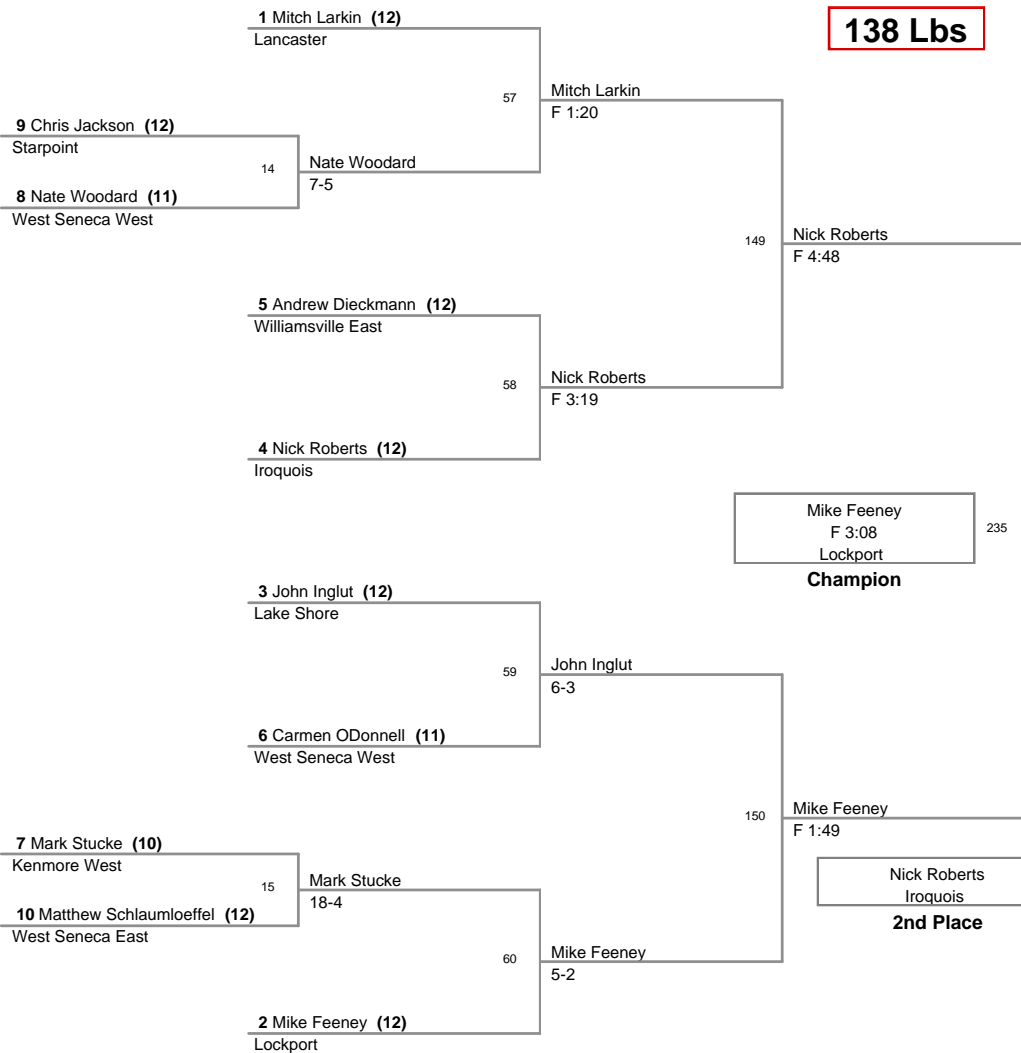 1 Mitch Larkin (12)
Lancaster
138 Lbs
57
Mitch Larkin
F 1:20
9 Chris Jackson (12)
Starpoint
14
Nate Woodard
7-5
8 Nate Woodard (11)
West Seneca West
149
Nick Roberts
F 4:48
5 Andrew Dieckmann (12)
Williamsville East
58
Nick Roberts
F 3:19
4 Nick Roberts (12)
Iroquois
Mike Feeney
F 3:08
Lockport
235
Champion
3 John Inglut (12)
Lake Shore
59
John Inglut
6-3
6 Carmen ODonnell (11)
West Seneca West
150
Mike Feeney
F 1:49
7 Mark Stucke (10)
Kenmore West
15
Mark Stucke
18-4
10 Matthew Schlaumloeffel (12)
West Seneca East
Nick Roberts
Iroquois
2nd Place
60
Mike Feeney
5-2
2 Mike Feeney (12)
Lockport